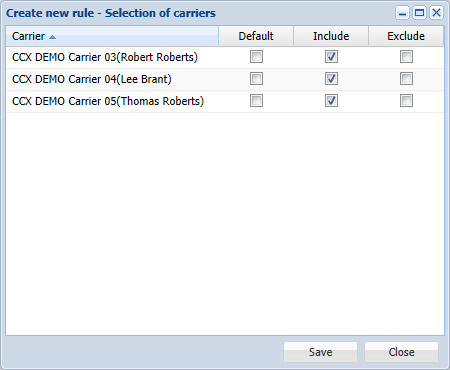 Create new rule - Selection of carriers
Carrier Default Include Exclude
CCX DEMO Carrier 03(Robert Roberts)
CCX DEMO Carrier 04(Lee Brant)
CCX DEMO Carrier 05(Thomas Roberts)
Save Close